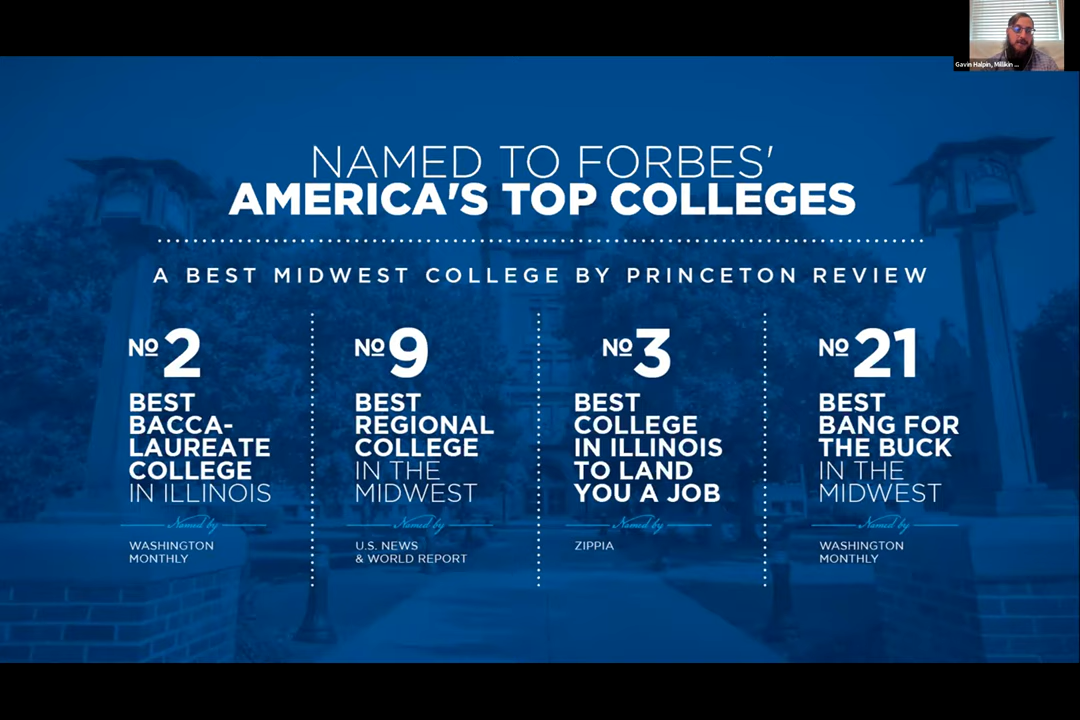 Gavin Halpin, Millikin ...
NAMED TO FORBES'
AMERICA'S TOP COLLEGES
A BEST MIDWEST COLLEGE BY PRINCETON REVIEW
Nº2
BEST
BACCA-
LAUREATE
COLLEGE
IN ILLINOIS
Named by
WASHINGTON
MONTHLY
Nº9
BEST
REGIONAL
COLLEGE
IN THE
MIDWEST
Named by
U.S. NEWS
& WORLD REPORT
Nº3
BEST
COLLEGE
IN ILLINOIS
TO LAND
YOU A JOB
Named by
ZIPPIA
Nº21
BEST
BANG FOR
THE BUCK
IN THE
MIDWEST
Named by
WASHINGTON
MONTHLY